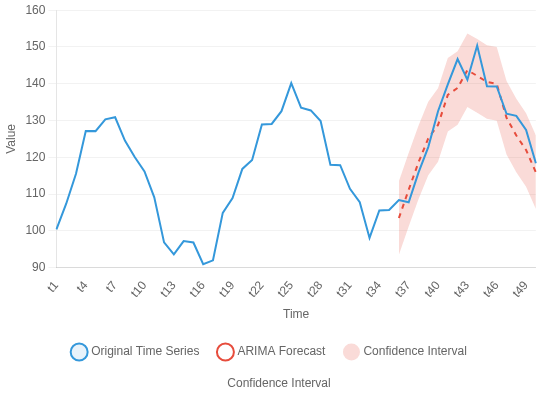 160
150
140
130
120
110
100
90
Value
t1
t4
t7
t10
t13
t16
t19
t22
t25
t28
t31
t34
t37
t40
t43
t46
t49
Time
Original Time Series
ARIMA Forecast
Confidence Interval
Confidence Interval